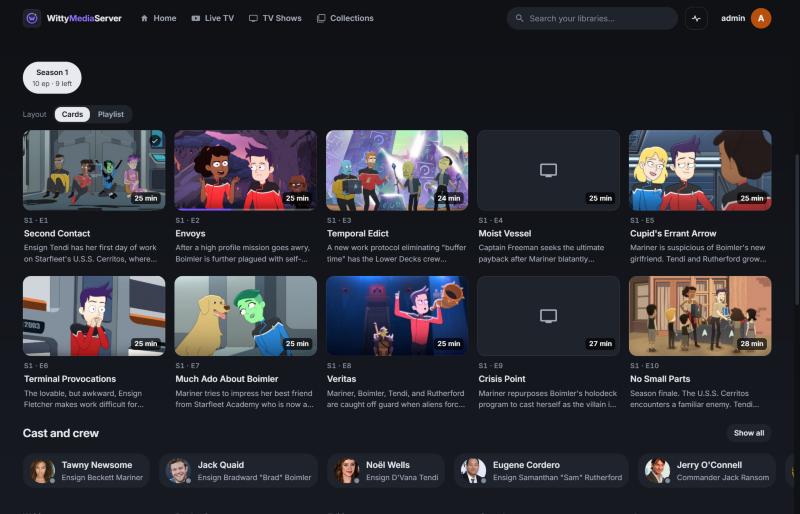 WittyMediaServer
Home
Live TV
TV Shows
Collections
Search your libraries...
admin
A
Season 1
10 ep · 9 left
Layout
Cards
Playlist
25 min
25 min
24 min
25 min
25 min
S1 · E1
S1 · E2
S1 · E3
S1 · E4
S1 · E5
Second Contact
Envoys
Temporal Edict
Moist Vessel
Cupid's Errant Arrow
Ensign Tendi has her first day of work
on Starfleet's U.S.S. Cerritos, where...
After a high profile mission goes awry,
Boimler is further plagued with self-...
A new work protocol eliminating "buffer
time" has the Lower Decks crew...
Captain Freeman seeks the ultimate
payback after Mariner blatantly...
Mariner is suspicious of Boimler's new
girlfriend. Tendi and Rutherford grow...
2003
25 min
25 min
25 min
27 min
28 min
S1 · E6
S1 · E7
S1 · E8
S1 · E9
S1 · E10
Terminal Provocations
Much Ado About Boimler
Veritas
Crisis Point
No Small Parts
The lovable, but awkward, Ensign
Fletcher makes work difficult for...
Mariner tries to impress her best friend
from Starfleet Academy who is now a...
Mariner, Boimler, Tendi, and Rutherford
are caught off guard when aliens forc...
Mariner repurposes Boimler's holodeck
program to cast herself as the villain i...
Season finale. The U.S.S. Cerritos
encounters a familiar enemy. Tendi...
Cast and crew
Show all
Tawny Newsome
Ensign Beckett Mariner
Jack Quaid
Ensign Bradward "Brad" Boimler
Noël Wells
Ensign D'Vana Tendi
Eugene Cordero
Ensign Samanthan "Sam" Rutherford
Jerry O'Connell
Commander Jack Ransom